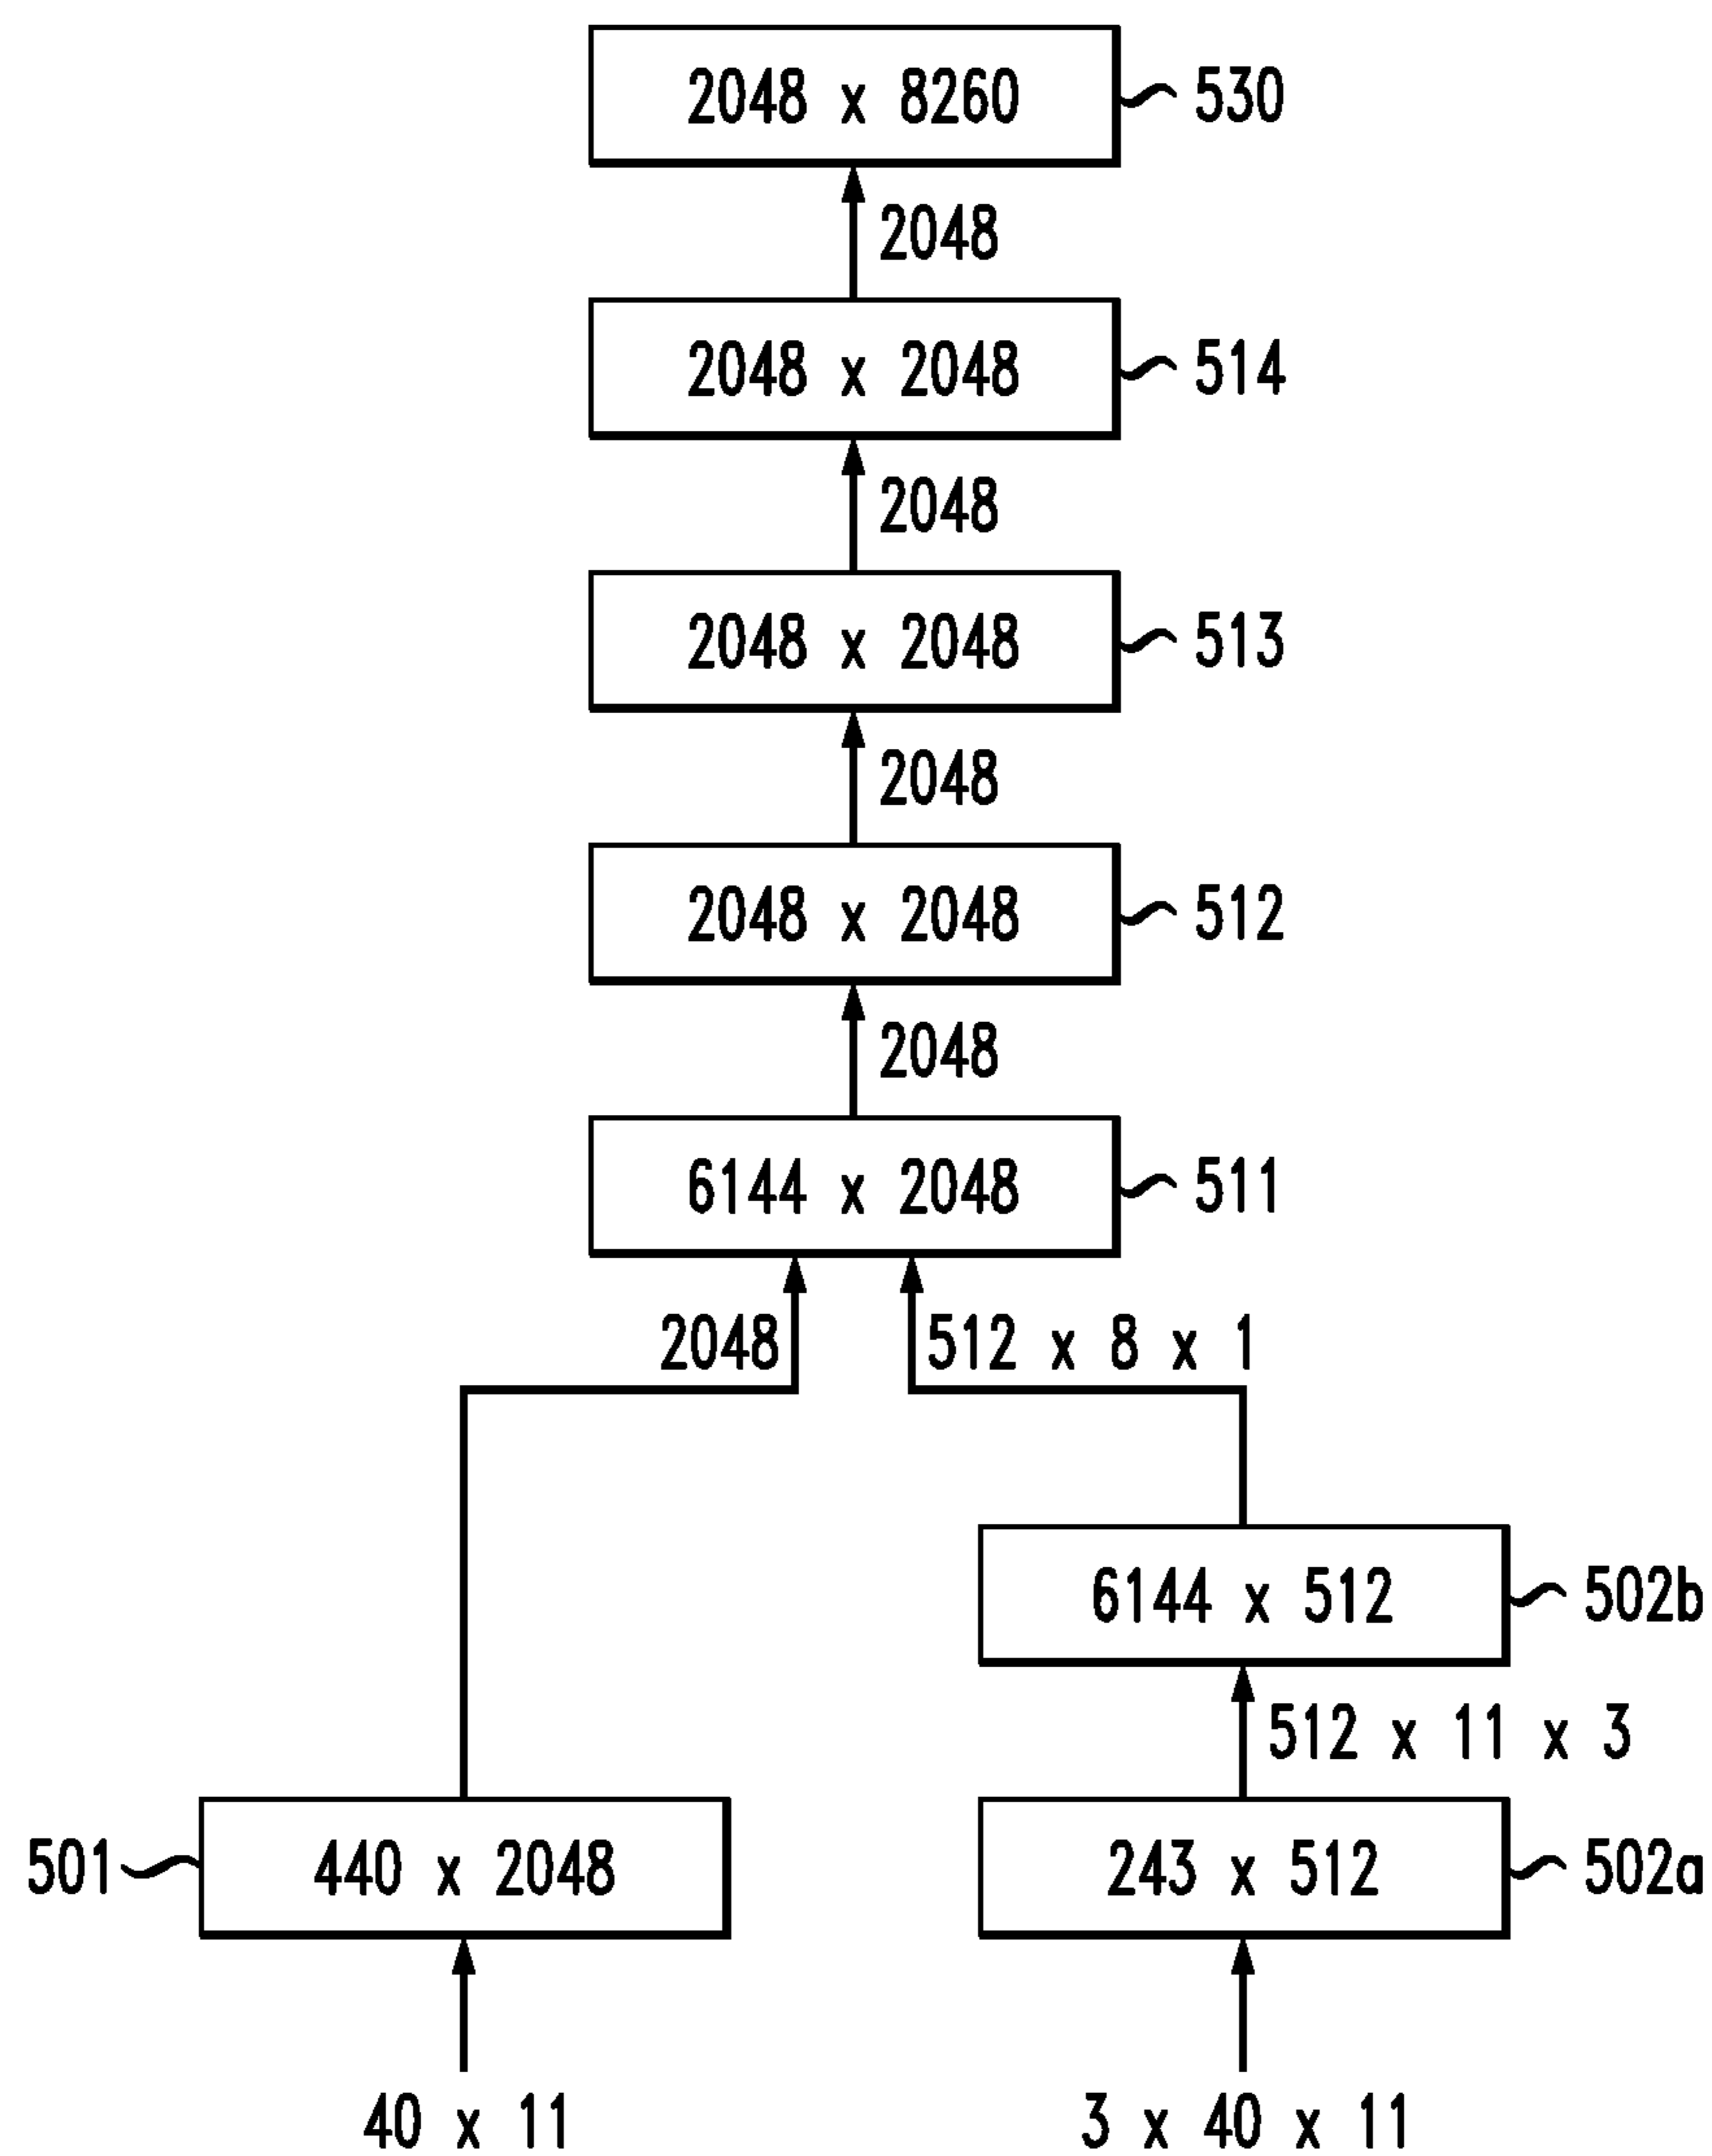 2048 x 8260 530
2048
2048 x 2048 514
2048
2048 x 2048 513
2048
2048 x 2048 512
2048
6144 x 2048 511
2048 512 x 8 x 1
6144 x 512 502b
512 x 11 x 3
501 440 x 2048 243 x 512 502a
40 x 11 3 x 40 x 11